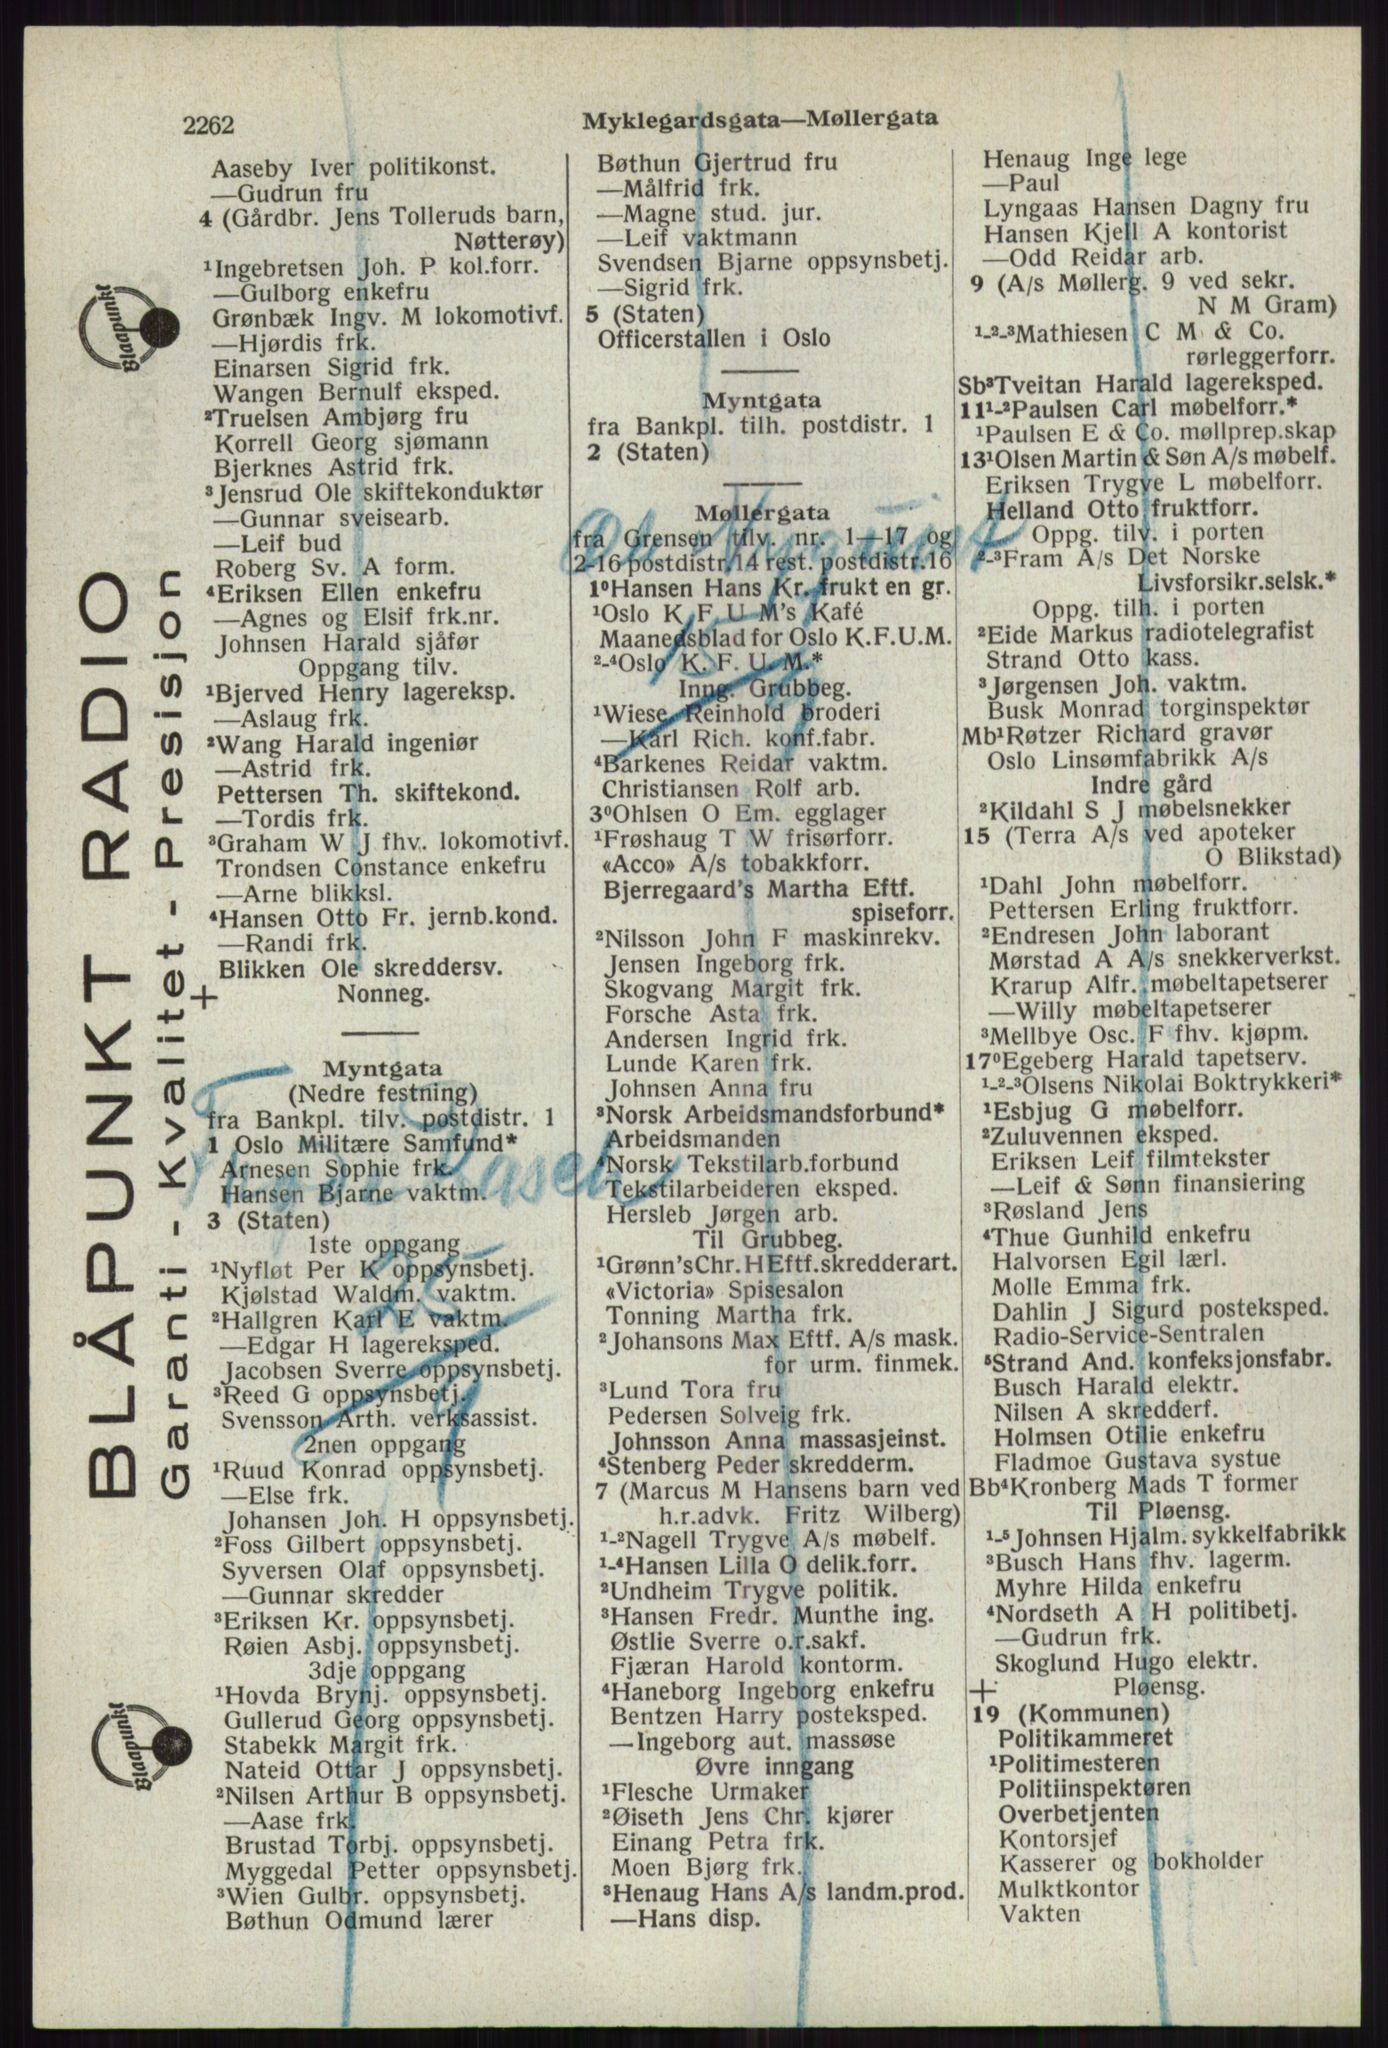 2262
Myklegardsgata—Møllergata
BLÅPUNKT RADIO
Garanti - Kvalitet - Presisjon
Blaapunkt
Blaapunkt
Aaseby Iver politikonst.
—Gudrun fru
4 (Gårdbr. Jens Tolleruds barn,
Nøtterøy)
¹Ingebretsen Joh. P kol.forr.
—Gulborg enkefru
Grønbæk Ingv. M lokomotivf.
—Hjørdis frk.
Einarsen Sigrid frk.
Wangen Bernulf eksped.
²Truelsen Ambjørg fru
Korrell Georg sjømann
Bjerknes Astrid frk.
³Jensrud Ole skiftekonduktør
—Gunnar sveisearb.
—Leif bud
Roberg Sv. A form.
⁴Eriksen Ellen enkefru
—Agnes og Elsif frk.nr.
Johnsen Harald sjåfør
Oppgang tilv.
¹Bjerved Henry lagereksp.
—Aslaug frk.
²Wang Harald ingeniør
—Astrid frk.
Pettersen Th. skiftekond.
—Tordis frk.
³Graham W J fhv. lokomotivf.
Trondsen Constance enkefru
—Arne blikksl.
⁴Hansen Otto Fr. jernb.kond.
—Randi frk.
Blikken Ole skreddersv.
+ Nonneg.
Myntgata
(Nedre festning)
fra Bankpl. tilv. postdistr. 1
1 Oslo Militære Samfund*
Arnesen Sophie frk.
Hansen Bjarne vaktm.
3 (Staten)
1ste oppgang
¹Nyfløt Per K oppsynsbetj.
Kjølstad Waldm. vaktm.
²Hallgren Karl E vaktm.
—Edgar H lagereksped.
Jacobsen Sverre oppsynsbetj.
³Reed G oppsynsbetj.
Svensson Arth. verksassist.
2nen oppgang
¹Ruud Konrad oppsynsbetj.
—Else frk.
Johansen Joh. H oppsynsbetj.
²Foss Gilbert oppsynsbetj.
Syversen Olaf oppsynsbetj.
—Gunnar skredder
³Eriksen Kr. oppsynsbetj.
Røien Asbj. oppsynsbetj.
3dje oppgang
¹Hovda Brynj. oppsynsbetj.
Gullerud Georg oppsynsbetj.
Stabekk Margit frk.
Nateid Ottar J oppsynsbetj.
²Nilsen Arthur B oppsynsbetj.
—Aase frk.
Brustad Torbj. oppsynsbetj.
Myggedal Petter oppsynsbetj.
³Wien Gulbr. oppsynsbetj.
Bøthun Odmund lærer
Bøthun Gjertrud fru
—Målfrid frk.
—Magne stud. jur.
—Leif vaktmann
Svendsen Bjarne oppsynsbetj.
—Sigrid frk.
5 (Staten)
Officerstallen i Oslo
Myntgata
fra Bankpl. tilh. postdistr. 1
2 (Staten)
Møllergata
fra Grensen tilv. nr. 1—17 og
2-16 postdistr. 14 rest. postdistr. 16
1⁰Hansen Hans Kr. frukt en gr.
¹Oslo K. F. U M's Kafé
Maanedsblad for Oslo K.F.U.M.
²-⁴Oslo K. F. U. M.*
Inng. Grubbeg.
¹Wiese Reinhold broderi
—Karl Rich. konf.fabr.
⁴Barkenes Reidar vaktm.
Christiansen Rolf arb.
3⁰Ohlsen O Em. egglager
¹Frøshaug T W frisørforr.
«Acco» A/s tobakkforr.
Bjerregaard's Martha Eftf.
spiseforr.
²Nilsson John F maskinrekv.
Jensen Ingeborg frk.
Skogvang Margit frk.
Forsche Asta frk.
Andersen Ingrid frk.
Lunde Karen frk.
Johnsen Anna fru
³Norsk Arbeidsmandsforbund*
Arbeidsmanden
⁴Norsk Tekstilarb.forbund
Tekstilarbeideren eksped.
Hersleb Jørgen arb.
Til Grubbeg.
¹Grønn's Chr. H Eftf. skredderart.
«Victoria» Spisesalon
Tonning Martha frk.
²Johansons Max Eftf. A/s mask.
for urm. finmek.
³Lund Tora fru
Pedersen Solveig frk.
Johnsson Anna massasjeinst.
⁴Stenberg Peder skredderm.
7 (Marcus M Hansens barn ved
h.r.advk. Fritz Wilberg)
¹-²Nagell Trygve A/s møbelf.
¹-⁴Hansen Lilla O delik.forr.
²Undheim Trygve politik.
³Hansen Fredr. Munthe ing.
Østlie Sverre o.r.sakf.
Fjæran Harold kontorm.
⁴Haneborg Ingeborg enkefru
Bentzen Harry posteksped.
—Ingeborg aut. massøse
Øvre inngang
¹Flesche Urmaker
²Øiseth Jens Chr. kjører
Einang Petra frk.
Moen Bjørg frk.
³Henaug Hans A/s landm.prod.
—Hans disp.
Henaug Inge lege
—Paul
Lyngaas Hansen Dagny fru
Hansen Kjell A kontorist
—Odd Reidar arb.
9 (A/s Møllerg. 9 ved sekr.
N M Gram)
¹-²-³Mathiesen C M & Co.
rørleggerforr.
Sb³Tveitan Harald lagereksped.
11¹-²Paulsen Carl møbelforr.*
¹Paulsen E & Co. møllprep.skap
13¹Olsen Martin & Søn A/s møbelf.
Eriksen Trygve L møbelforr.
Helland Otto fruktforr.
Oppg. tilv. i porten
²-³Fram A/s Det Norske
Livsforsikr.selsk.*
Oppg. tilh. i porten
²Eide Markus radiotelegrafist
Strand Otto kass.
³Jørgensen Joh. vaktm.
Busk Monrad torginspektør
Mb¹Røtzer Richard gravør
Oslo Linsømfabrikk A/s
Indre gård
²Kildahl S J møbelsnekker
15 (Terra A/s ved apoteker
O Blikstad)
¹Dahl John møbelforr.
Pettersen Erling fruktforr.
²Endresen John laborant
Mørstad A A/s snekkerverkst.
Krarup Alfr. møbeltapetserer
—Willy møbeltapetserer
³Mellbye Osc. F fhv. kjøpm.
17⁰Egeberg Harald tapetserv.
¹-²-³Olsens Nikolai Boktrykkeri*
¹Esbjug G møbelforr.
²Zuluvennen eksped.
Eriksen Leif filmtekster
—Leif & Sønn finansiering
³Røsland Jens
⁴Thue Gunhild enkefru
Halvorsen Egil lærl.
Molle Emma frk.
Dahlin J Sigurd posteksped.
Radio-Service-Sentralen
⁵Strand And. konfeksjonsfabr.
Busch Harald elektr.
Nilsen A skredderf.
Holmsen Otilie enkefru
Fladmoe Gustava systue
Bb⁴Kronberg Mads T former
Til Pløensg.
¹-⁵Johnsen Hjalm. sykkelfabrikk
³Busch Hans fhv. lagerm.
Myhre Hilda enkefru
⁴Nordseth A H politibetj.
—Gudrun frk.
Skoglund Hugo elektr.
+ Pløensg.
19 (Kommunen)
Politikammeret
¹Politimesteren
Politiinspektøren
Overbetjenten
Kontorsjef
Kasserer og bokholder
Mulktkontor
Vakten